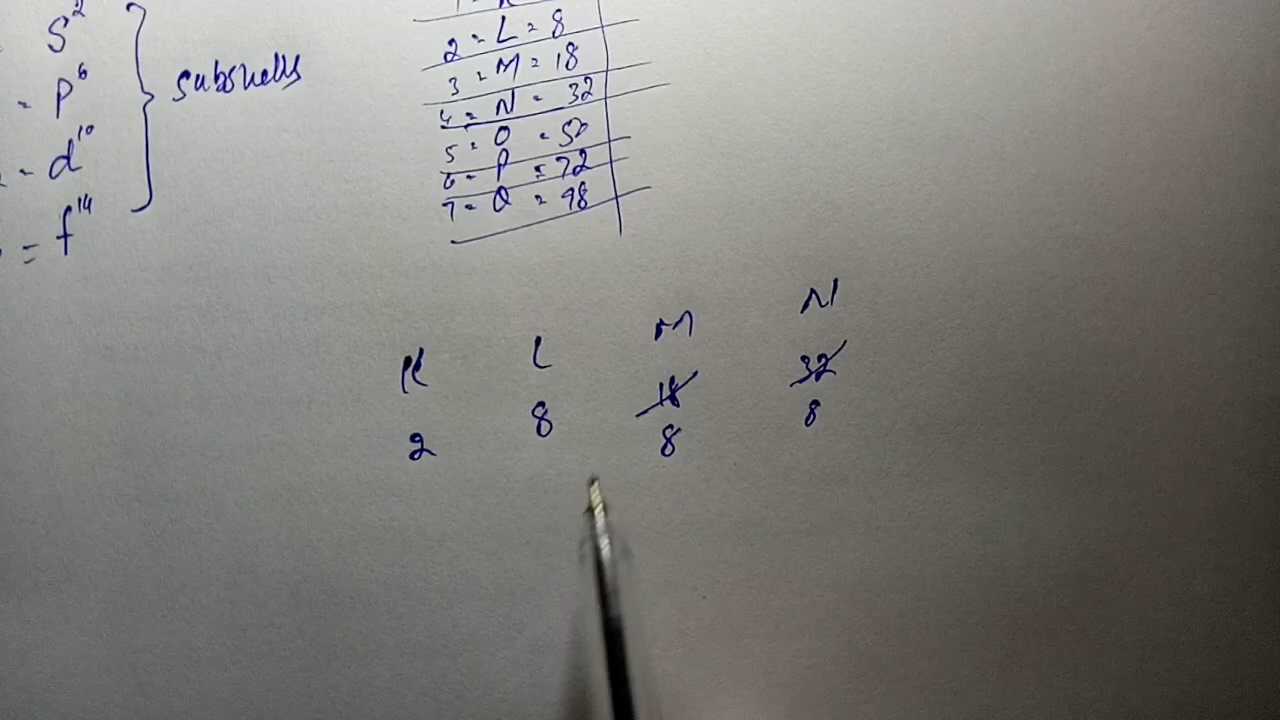 S²
- P⁶
- d¹⁰
= f¹⁴
subshells
2 = L = 8
3 = M = 18
4 = N = 32
5 = O = 50
6 = P = 72
7 = Q = 98
K L M N
2 8 18 32
8 8